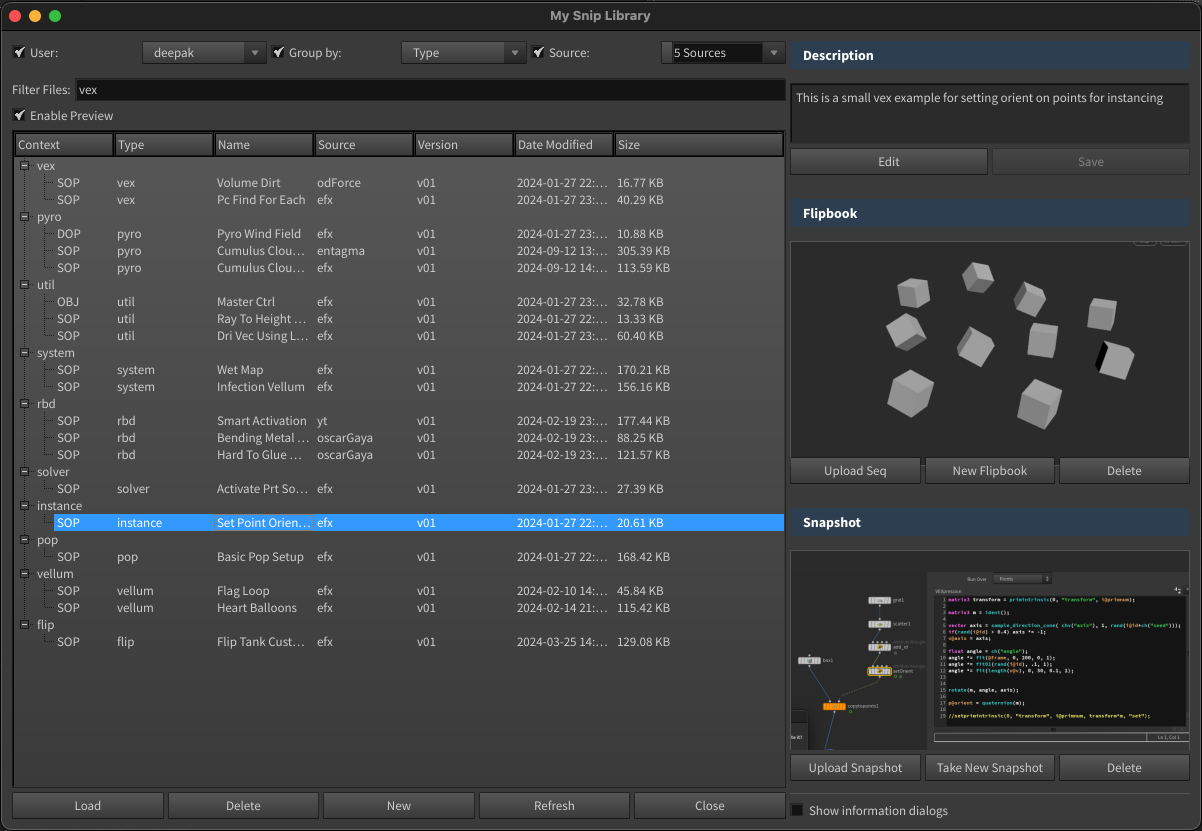 My Snip Library
User: deepak Group by: Type Source: 5 Sources
Filter Files: vex
Enable Preview
Context Type Name Source Version Date Modified Size
vex
SOP vex Volume Dirt odForce v01 2024-01-27 22:... 16.77 KB
SOP vex Pc Find For Each efx v01 2024-01-27 23:... 40.29 KB
pyro
DOP pyro Pyro Wind Field efx v01 2024-01-27 23:... 10.88 KB
SOP pyro Cumulus Clou... entagma v01 2024-09-12 13:... 305.39 KB
SOP pyro Cumulus Clou... efx v01 2024-09-12 14:... 113.59 KB
util
OBJ util Master Ctrl efx v01 2024-01-27 23:... 32.78 KB
SOP util Ray To Height ... efx v01 2024-01-27 23:... 13.33 KB
SOP util Dri Vec Using L... efx v01 2024-01-27 23:... 60.40 KB
system
SOP system Wet Map efx v01 2024-01-27 22:... 170.21 KB
SOP system Infection Vellum efx v01 2024-01-27 22:... 156.16 KB
rbd
SOP rbd Smart Activation yt v01 2024-02-19 23:... 177.44 KB
SOP rbd Bending Metal ... oscarGaya v01 2024-02-19 23:... 88.25 KB
SOP rbd Hard To Glue ... oscarGaya v01 2024-02-19 23:... 121.57 KB
solver
SOP solver Activate Prt So... efx v01 2024-01-27 23:... 27.39 KB
instance
SOP instance Set Point Orien... efx v01 2024-01-27 22:... 20.61 KB
pop
SOP pop Basic Pop Setup efx v01 2024-01-27 22:... 168.42 KB
vellum
SOP vellum Flag Loop efx v01 2024-02-10 14:... 45.84 KB
SOP vellum Heart Balloons efx v01 2024-02-14 21:... 115.42 KB
flip
SOP flip Flip Tank Cust... efx v01 2024-03-25 14:... 129.08 KB
Load Delete New Refresh Close
Description
This is a small vex example for setting orient on points for instancing
Edit Save
Flipbook
Upload Seq New Flipbook Delete
Snapshot
Run Over Points
VEXpression
grid1
scatter1
add_id
setOrient
box1
copytopoints1
1 matrix3 transform = primintrinsic(0, "transform", i@primnum);
2
3 matrix3 m = ident();
4
5 vector axis = sample_direction_cone( chv("axis"), 1, rand(i@id+ch("seed")));
6 if(rand(i@id) > 0.4) axis *= -1;
7 v@axis = axis;
8
9 float angle = ch("angle");
10 angle *= fit(@Frame, 0, 200, 0, 1);
11 angle *= fit01(rand(i@id), .1, 1);
12 angle *= fit(length(v@v), 0, 30, 0.1, 1);
13
14
15 rotate(m, angle, axis);
16
17 p@orient = quaternion(m);
18
19 //setprimintrinsic(0, "transform", i@primnum, transform*m, "set");
Ln 1, Col 1
Upload Snapshot Take New Snapshot Delete
Show information dialogs